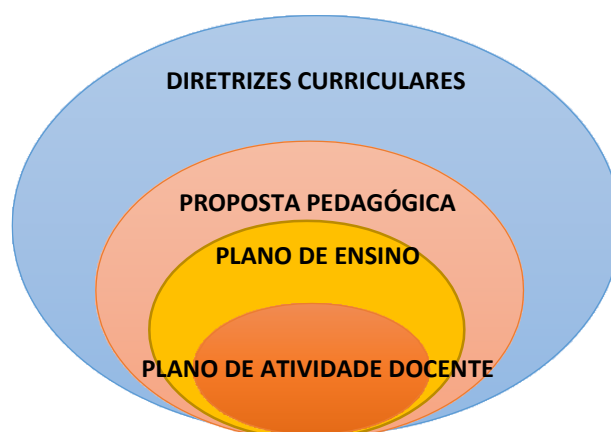 DIRETRIZES CURRICULARES
PROPOSTA PEDAGÓGICA
PLANO DE ENSINO
PLANO DE ATIVIDADE DOCENTE